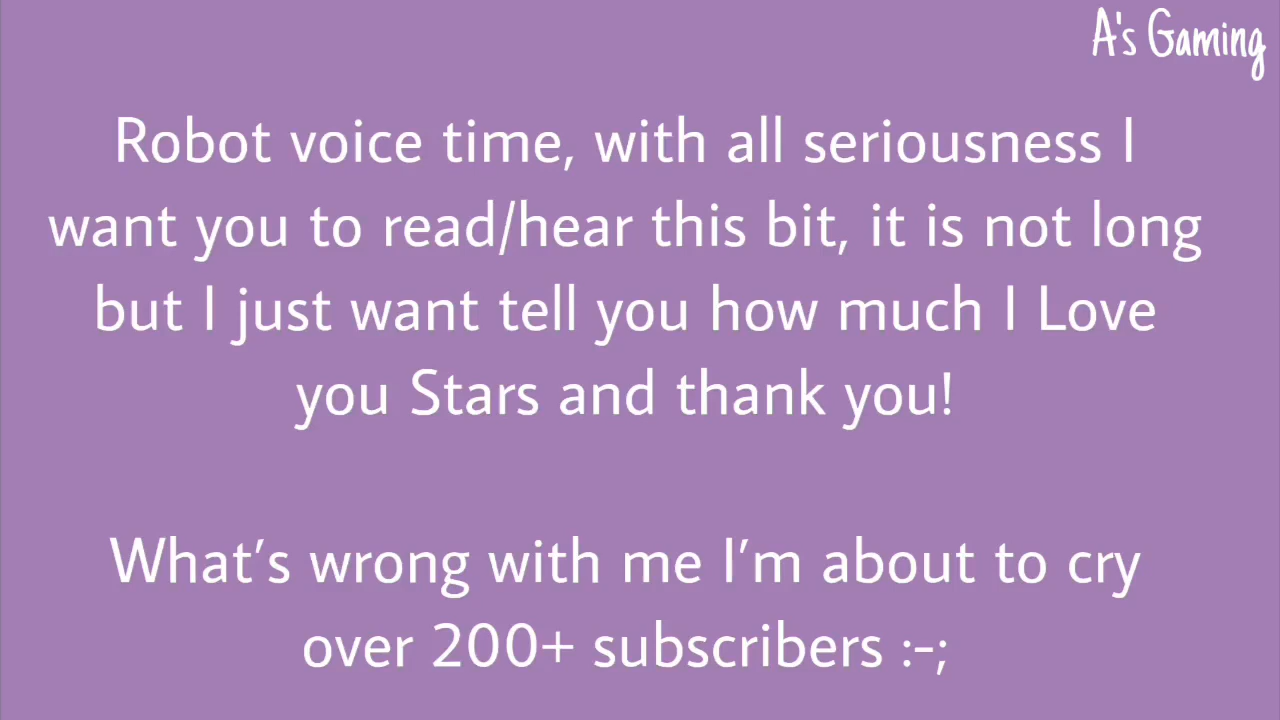 A's Gaming
Robot voice time, with all seriousness I
want you to read/hear this bit, it is not long
but I just want tell you how much I Love
you Stars and thank you!
What's wrong with me I'm about to cry
over 200+ subscribers :-;